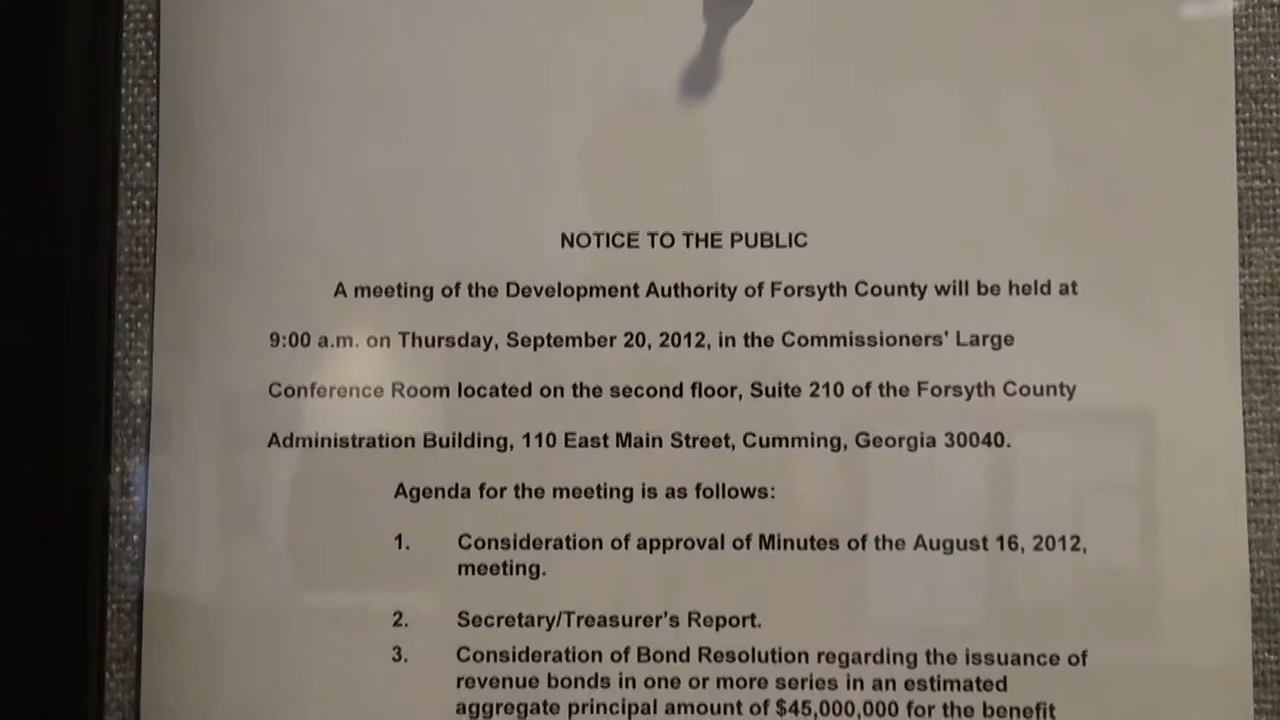 NOTICE TO THE PUBLIC
A meeting of the Development Authority of Forsyth County will be held at
9:00 a.m. on Thursday, September 20, 2012, in the Commissioners' Large
Conference Room located on the second floor, Suite 210 of the Forsyth County
Administration Building, 110 East Main Street, Cumming, Georgia 30040.
Agenda for the meeting is as follows:
1. Consideration of approval of Minutes of the August 16, 2012,
meeting.
2. Secretary/Treasurer's Report.
3. Consideration of Bond Resolution regarding the issuance of
revenue bonds in one or more series in an estimated
aggregate principal amount of $45,000,000 for the benefit